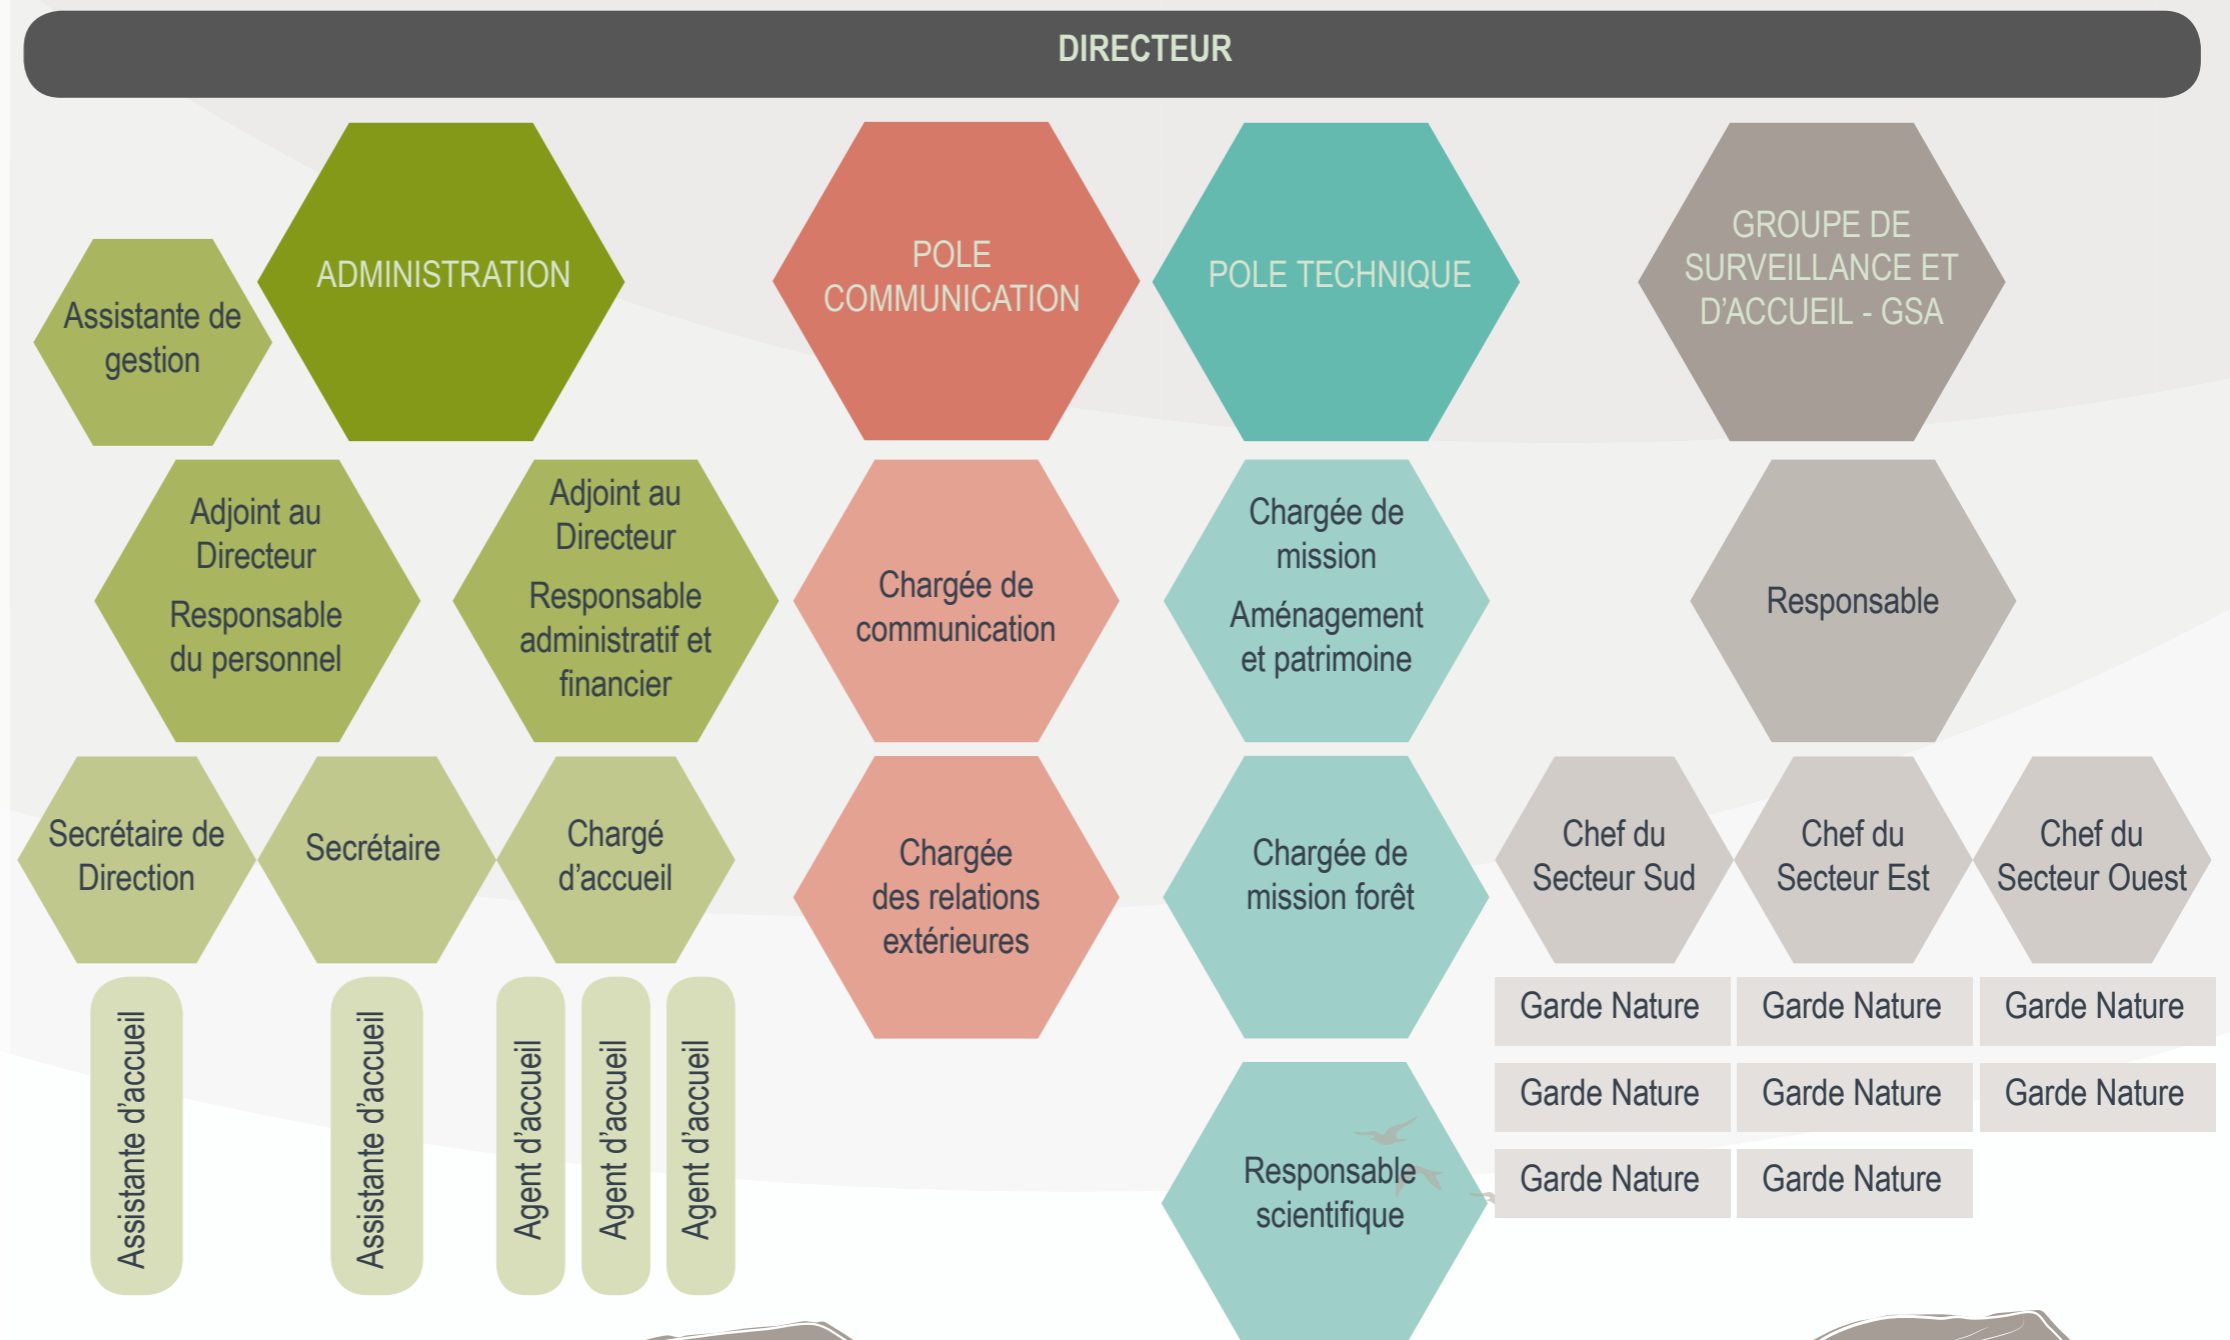 DIRECTEUR
ADMINISTRATION
Assistante de
gestion
Adjoint au
Directeur
Responsable
du personnel
Adjoint au
Directeur
Responsable
administratif et
financier
Secrétaire de
Direction
Secrétaire
Chargé
d’accueil
Assistante d’accueil
Assistante d’accueil
Agent d’accueil
Agent d’accueil
Agent d’accueil
POLE
COMMUNICATION
Chargée de
communication
Chargée
des relations
extérieures
POLE TECHNIQUE
Chargée de
mission
Aménagement
et patrimoine
Chargée de
mission forêt
Responsable
scientifique
GROUPE DE
SURVEILLANCE ET
D’ACCUEIL - GSA
Responsable
Chef du
Secteur Sud
Chef du
Secteur Est
Chef du
Secteur Ouest
Garde Nature
Garde Nature
Garde Nature
Garde Nature
Garde Nature
Garde Nature
Garde Nature
Garde Nature